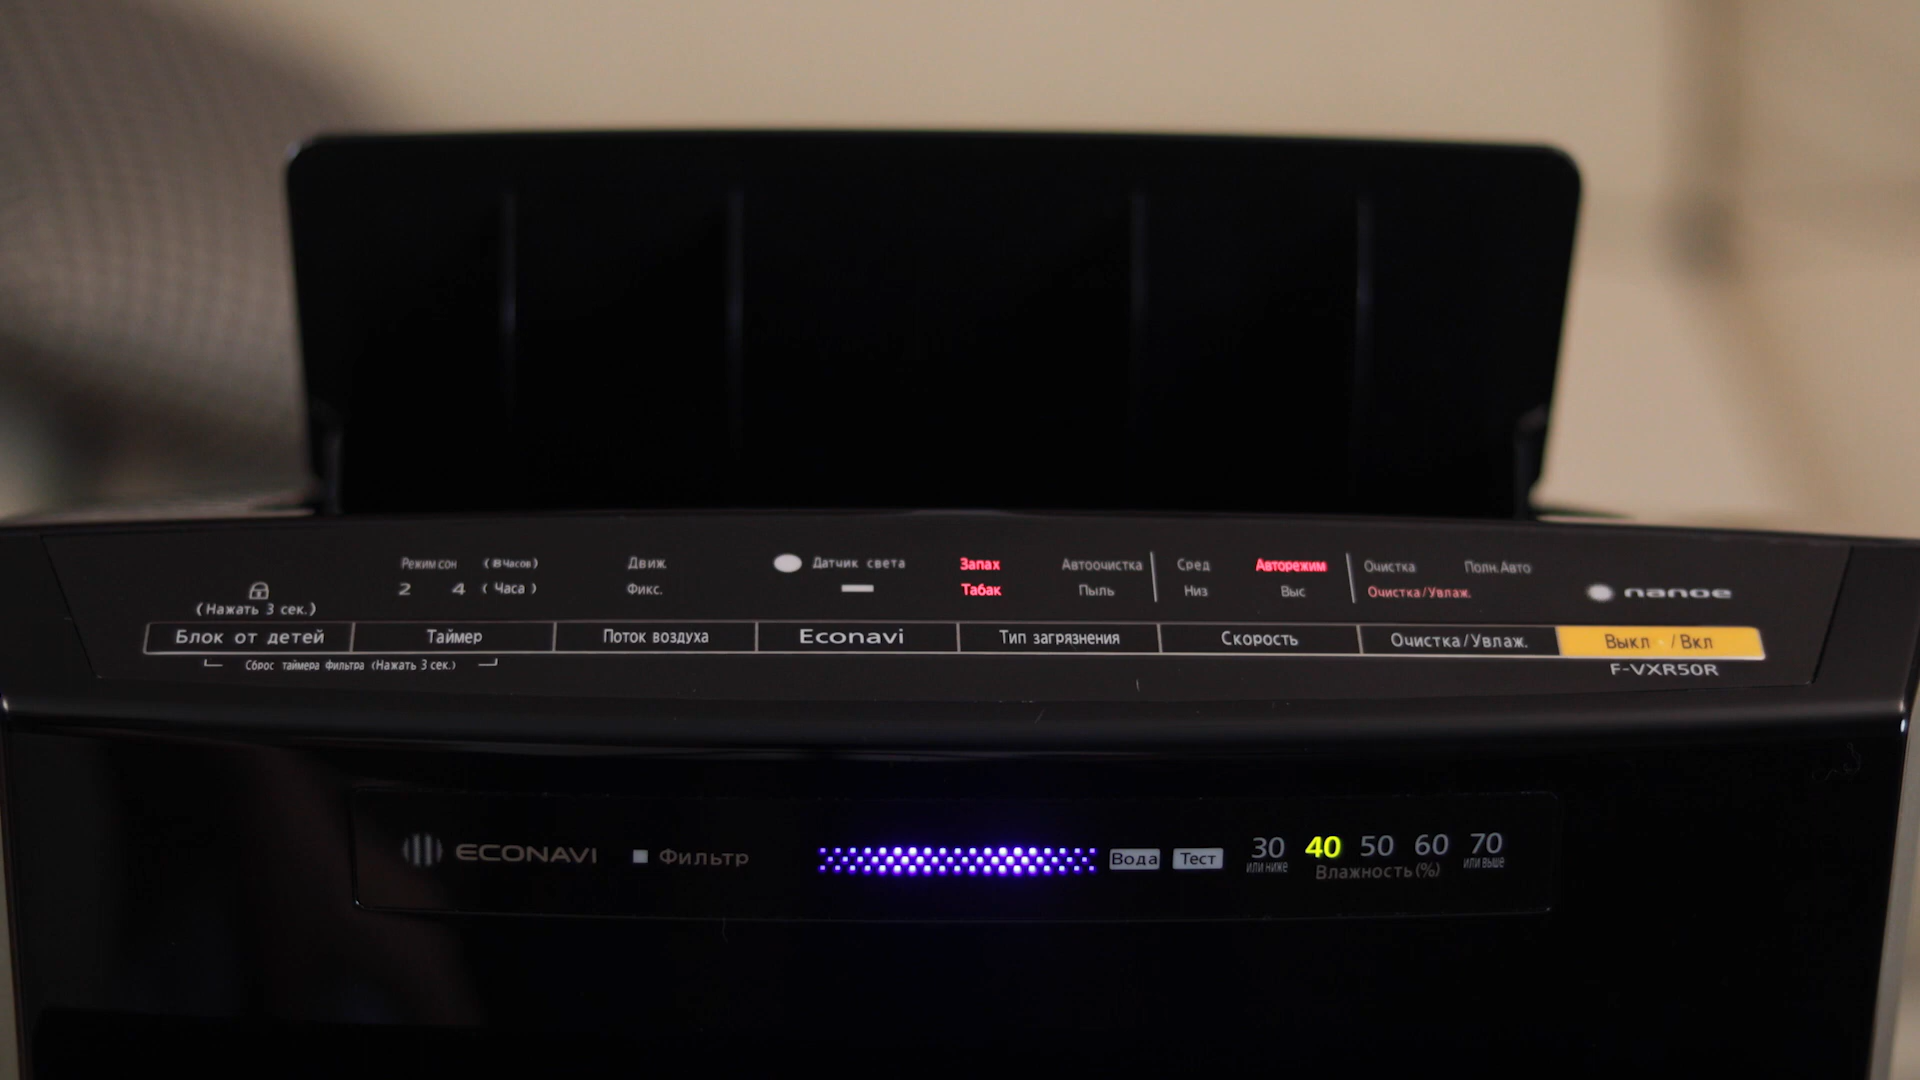 Режим сон (8 Часов) Движ. Датчик света Запах Автоочистка Сред Авторежим Очистка Полн.Авто
2 4 (Часа) Фикс. Табак Пыль Низ Выс Очистка/Увлаж. nanoe
(Нажать 3 сек.)
Блок от детей Таймер Поток воздуха Econavi Тип загрязнения Скорость Очистка/Увлаж. Выкл /Вкл
Сброс таймера Фильтра (Нажать 3 сек.) F-VXR50R
ECONAVI Фильтр Вода Тест 30 40 50 60 70
или ниже Влажность(%) или выше